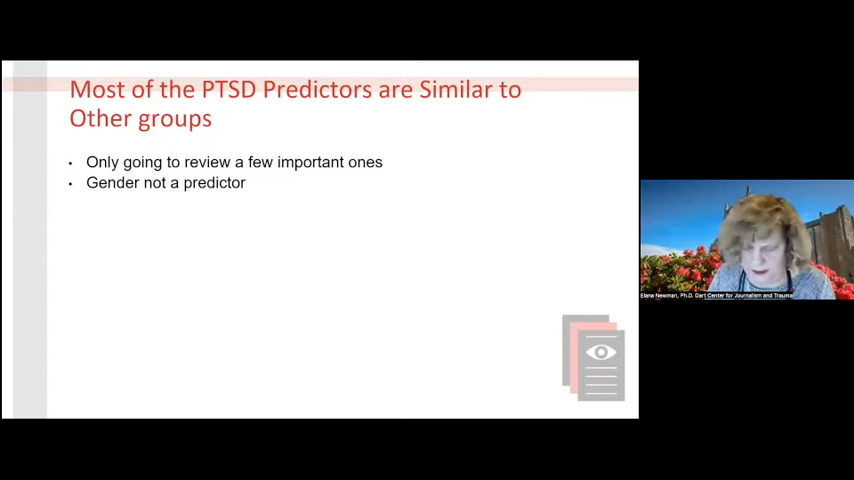 Most of the PTSD Predictors are Similar to
Other groups
• Only going to review a few important ones
• Gender not a predictor
Elana Newman, Ph.D. Dart Center for Journalism and Trauma